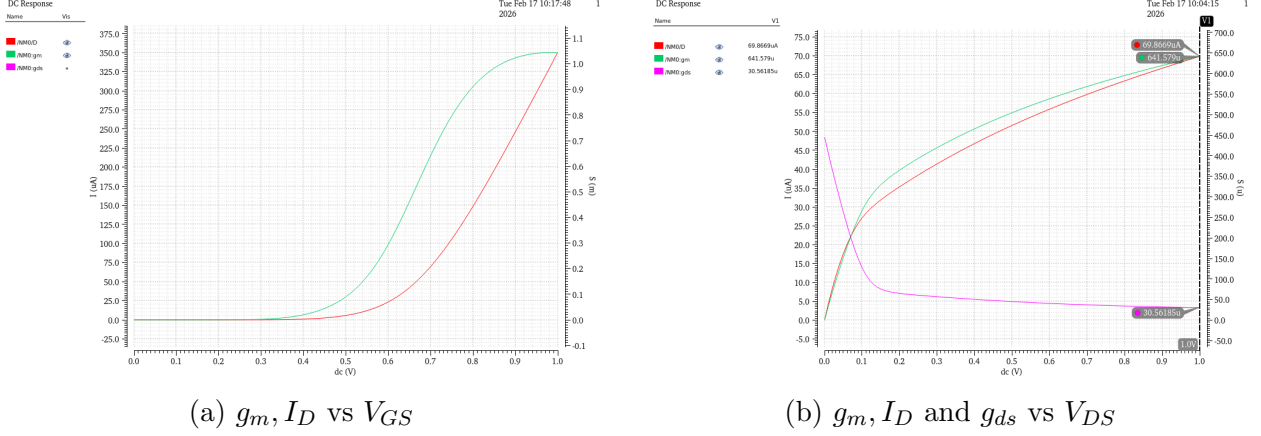 DC Response
Tue Feb 17 10:17:48 1
2026
Name Vis
/NM0/D
/NM0:gm
/NM0:gds
375.0
350.0
325.0
300.0
275.0
250.0
225.0
200.0
175.0
150.0
125.0
100.0
75.0
50.0
25.0
0.0
-25.0
I (uA)
1.1
1.0
0.9
0.8
0.7
0.6
0.5
0.4
0.3
0.2
0.1
0.0
-0.1
S (m)
0.0 0.1 0.2 0.3 0.4 0.5 0.6 0.7 0.8 0.9 1.0
dc (V)
(a) gm, ID vs VGS
DC Response
Tue Feb 17 10:04:15 1
2026
Name V1
/NM0/D 69.8669uA
/NM0:gm 641.579u
/NM0:gds 30.56185u
V1
75.0
70.0
65.0
60.0
55.0
50.0
45.0
40.0
35.0
30.0
25.0
20.0
15.0
10.0
5.0
0.0
-5.0
I (uA)
69.8669uA
641.579u
30.56185u
1.0V
700.0
650.0
600.0
550.0
500.0
450.0
400.0
350.0
300.0
250.0
200.0
150.0
100.0
50.0
0.0
-50.0
S (u)
0.0 0.1 0.2 0.3 0.4 0.5 0.6 0.7 0.8 0.9 1.0
dc (V)
(b) gm, ID and gds vs VDS